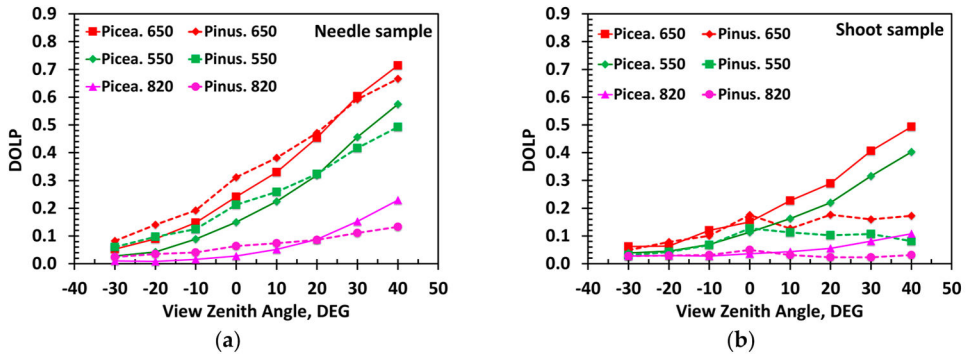 0.9
0.8
0.7
0.6
0.5
0.4
0.3
0.2
0.1
0.0
DOLP
Picea. 650
Pinus. 650
Needle sample
Picea. 550
Pinus. 550
Picea. 820
Pinus. 820
-40 -30 -20 -10 0 10 20 30 40 50
View Zenith Angle, DEG
(a)
0.9
0.8
0.7
0.6
0.5
0.4
0.3
0.2
0.1
0.0
DOLP
Picea. 650
Pinus. 650
Shoot sample
Picea. 550
Pinus. 550
Picea. 820
Pinus. 820
-40 -30 -20 -10 0 10 20 30 40 50
View Zenith Angle, DEG
(b)